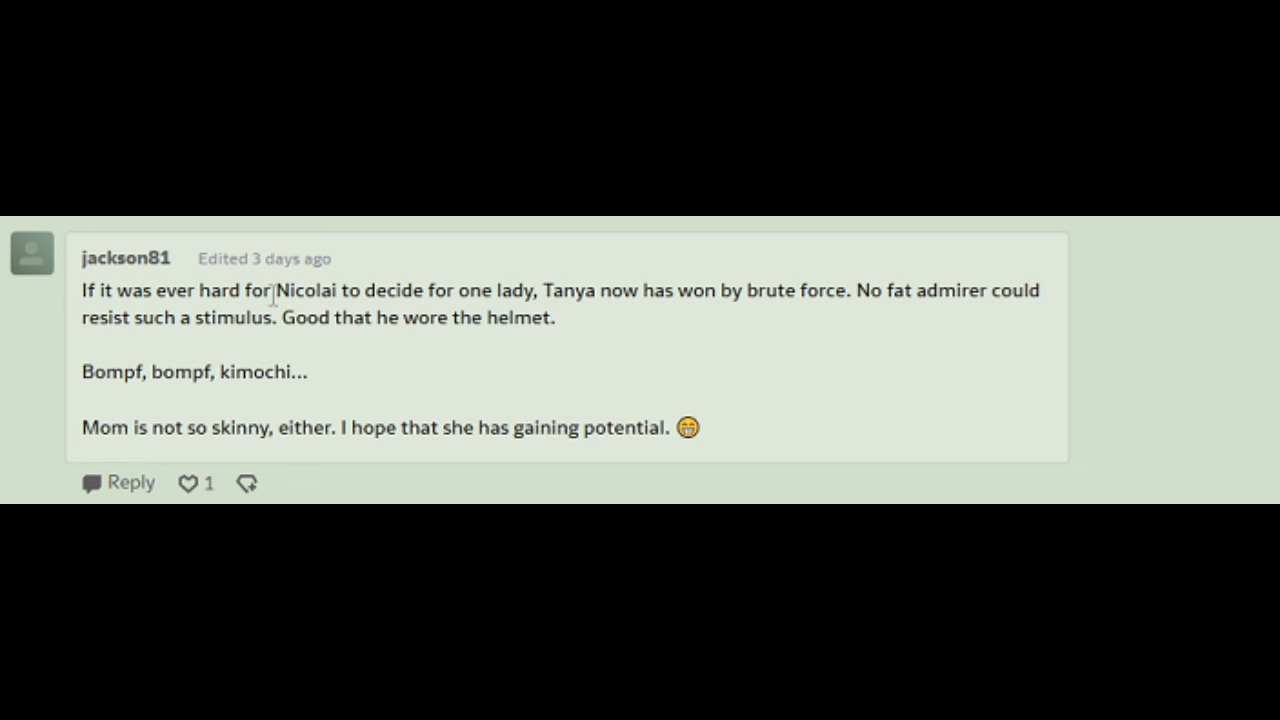 jackson81 Edited 3 days ago
If it was ever hard for Nicolai to decide for one lady, Tanya now has won by brute force. No fat admirer could
resist such a stimulus. Good that he wore the helmet.
Bompf, bompf, kimochi...
Mom is not so skinny, either. I hope that she has gaining potential. 😁
Reply 1